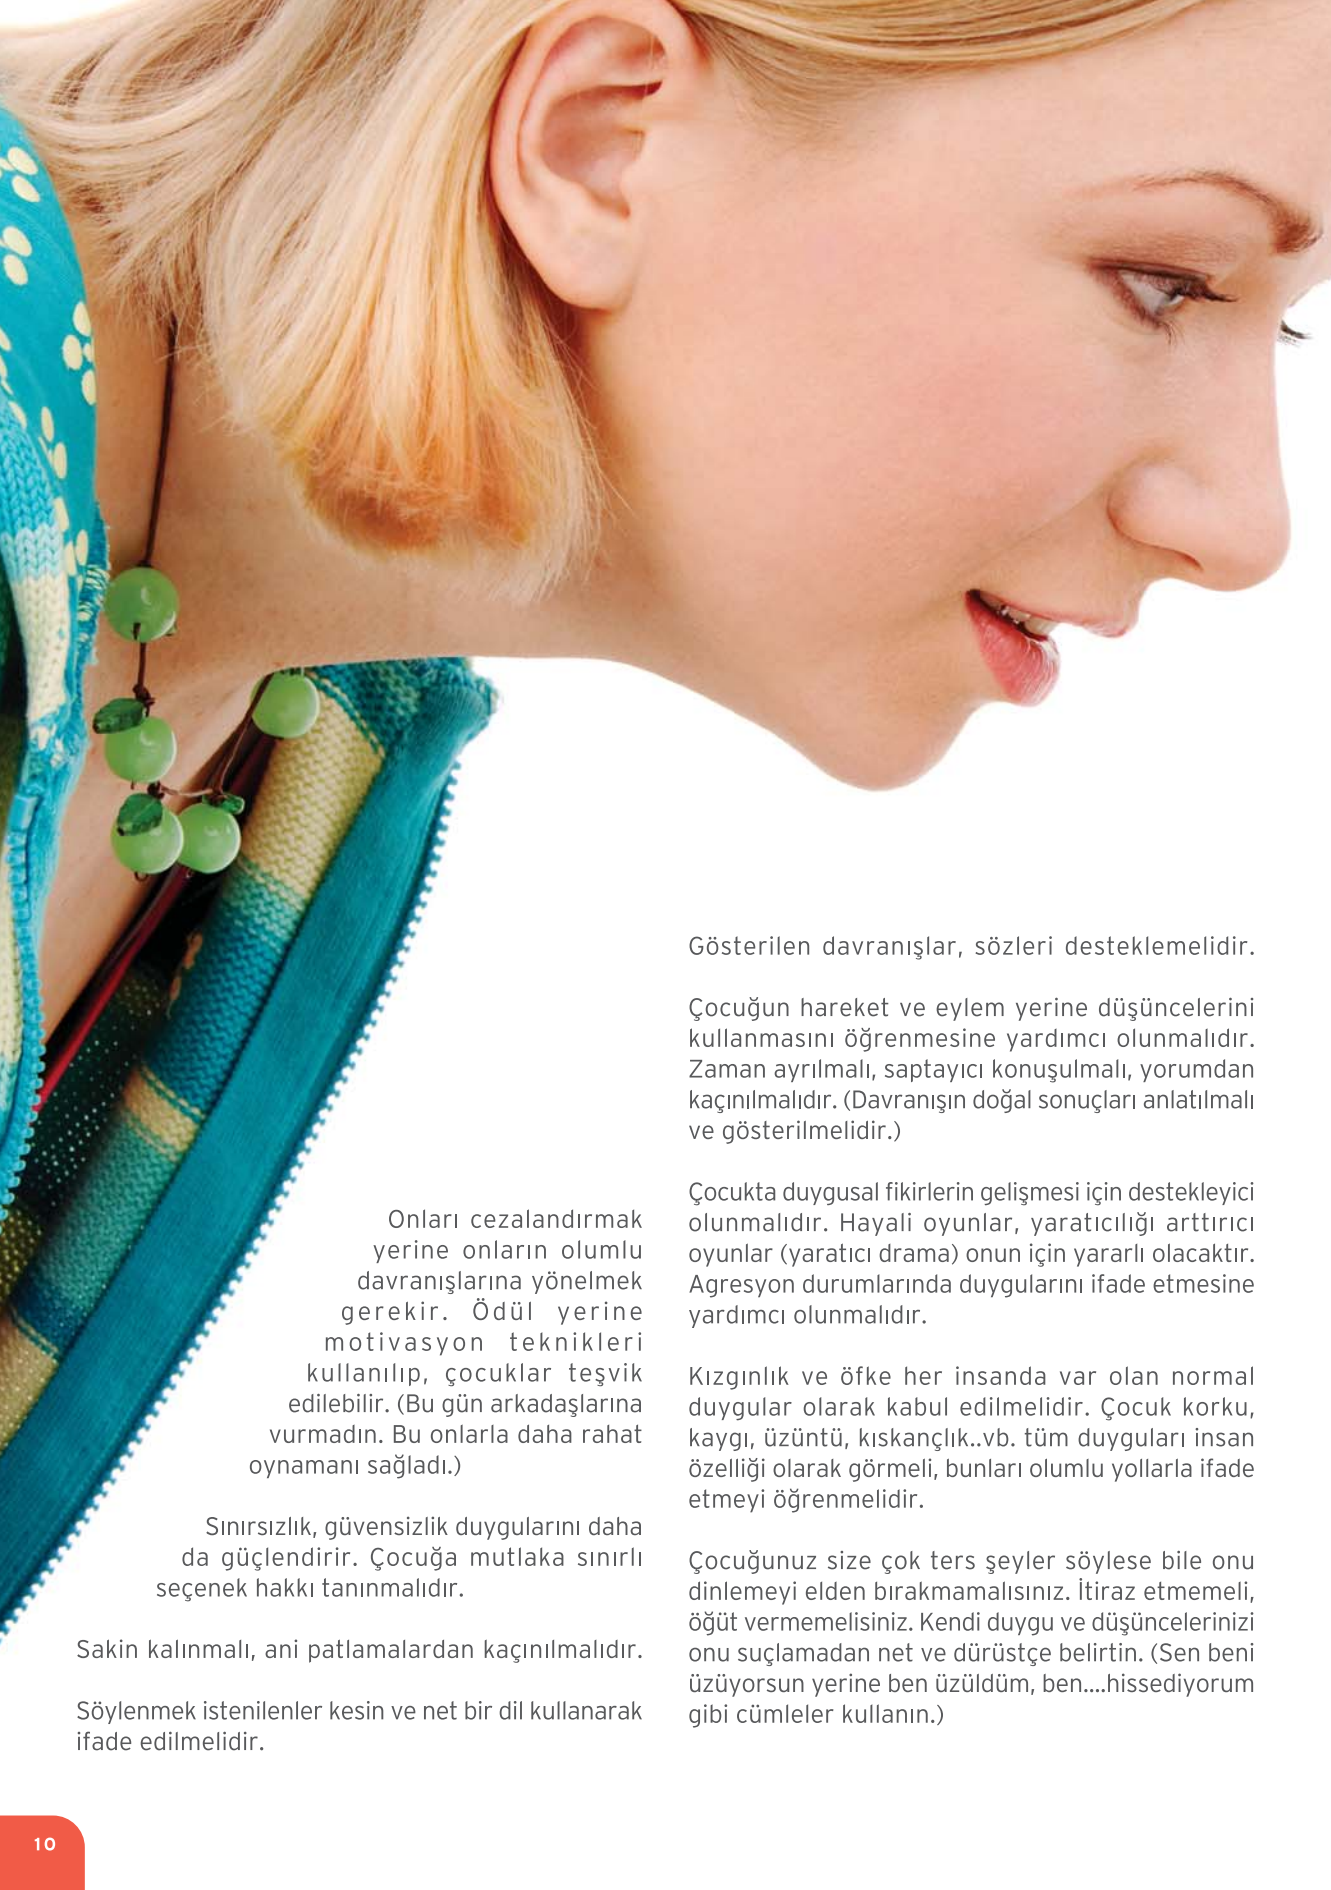 Onları cezalandırmak
yerine onların olumlu
davranışlarına yönelmek
gerekir. Ödül yerine
motivasyon teknikleri
kullanılıp, çocuklar teşvik
edilebilir. (Bu gün arkadaşlarına
vurmadın. Bu onlarla daha rahat
oynamanı sağladı.)
Sınırsızlık, güvensizlik duygularını daha
da güçlendirir. Çocuğa mutlaka sınırlı
seçenek hakkı tanınmalıdır.
Sakin kalınmalı, ani patlamalardan kaçınılmalıdır.
Söylenmek istenilenler kesin ve net bir dil kullanarak
ifade edilmelidir.
Gösterilen davranışlar, sözleri desteklemelidir.
Çocuğun hareket ve eylem yerine düşüncelerini
kullanmasını öğrenmesine yardımcı olunmalıdır.
Zaman ayrılmalı, saptayıcı konuşulmalı, yorumdan
kaçınılmalıdır. (Davranışın doğal sonuçları anlatılmalı
ve gösterilmelidir.)
Çocukta duygusal fikirlerin gelişmesi için destekleyici
olunmalıdır. Hayali oyunlar, yaratıcılığı arttırıcı
oyunlar (yaratıcı drama) onun için yararlı olacaktır.
Agresyon durumlarında duygularını ifade etmesine
yardımcı olunmalıdır.
Kızgınlık ve öfke her insanda var olan normal
duygular olarak kabul edilmelidir. Çocuk korku,
kaygı, üzüntü, kıskançlık..vb. tüm duyguları insan
özelliği olarak görmeli, bunları olumlu yollarla ifade
etmeyi öğrenmelidir.
Çocuğunuz size çok ters şeyler söylese bile onu
dinlemeyi elden bırakmamalısınız. İtiraz etmemeli,
öğüt vermemelisiniz. Kendi duygu ve düşüncelerinizi
onu suçlamadan net ve dürüstçe belirtin. (Sen beni
üzüyorsun yerine ben üzüldüm, ben....hissediyorum
gibi cümleler kullanın.)
10